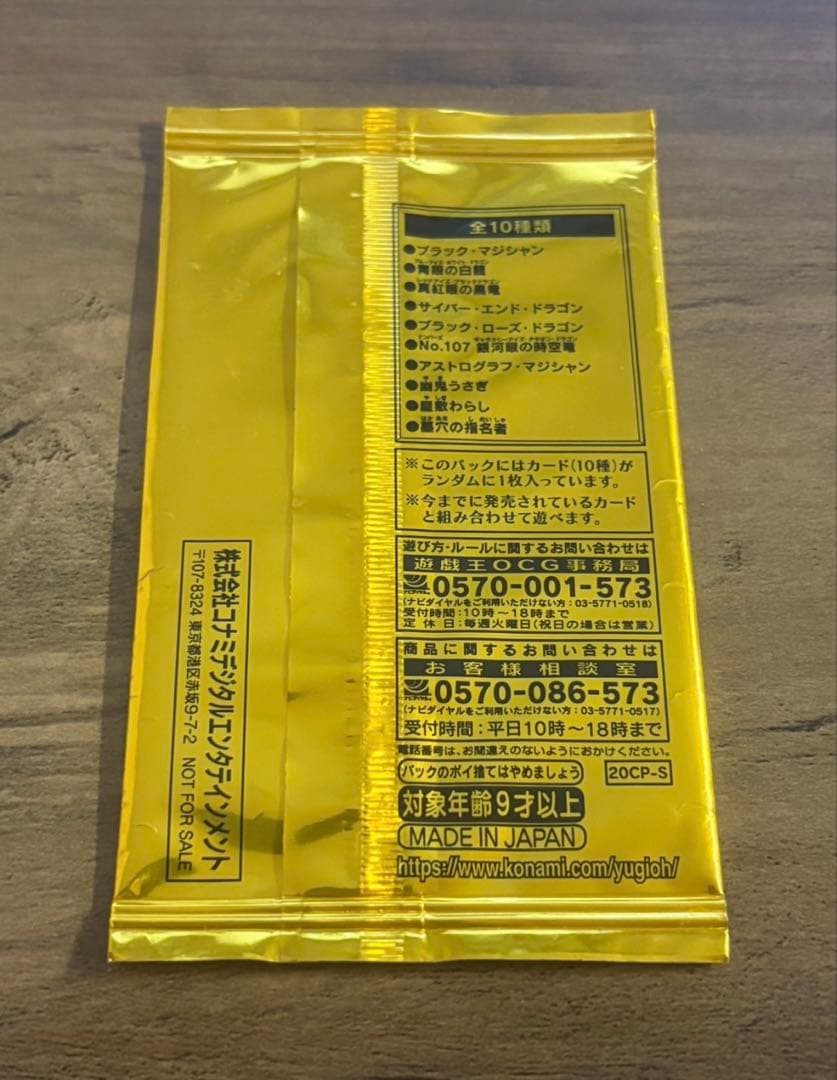 全10種類
●ブラック・マジシャン
●青眼の白龍
●真紅眼の黒竜
●サイバー・エンド・ドラゴン
●ブラック・ローズ・ドラゴン
●No.107 銀河眼の時空竜
●アストログラフ・マジシャン
●幽鬼うさぎ
●屋敷わらし
●墓穴の指名者
※このパックにはカード(10種)が
ランダムに1枚入っています。
※今までに発売されているカード
と組み合わせて遊べます。
遊び方・ルールに関するお問い合わせは
遊戯王OCG事務局
0570-001-573
(ナビダイヤルをご利用いただけない方：03-5771-0518)
受付時間：10時〜18時まで
定休日：毎週火曜日(祝日の場合は営業)
商品に関するお問い合わせは
お客様相談室
0570-086-573
(ナビダイヤルをご利用いただけない方：03-5771-0517)
受付時間：平日10時〜18時まで
電話番号は、お間違えのないようにおかけください。
パックのポイ捨てはやめましょう
20CP-S
対象年齢9才以上
MADE IN JAPAN
https://www.konami.com/yugioh/
株式会社コナミデジタルエンタテインメント
〒107-8324 東京都港区赤坂9-7-2 NOT FOR SALE